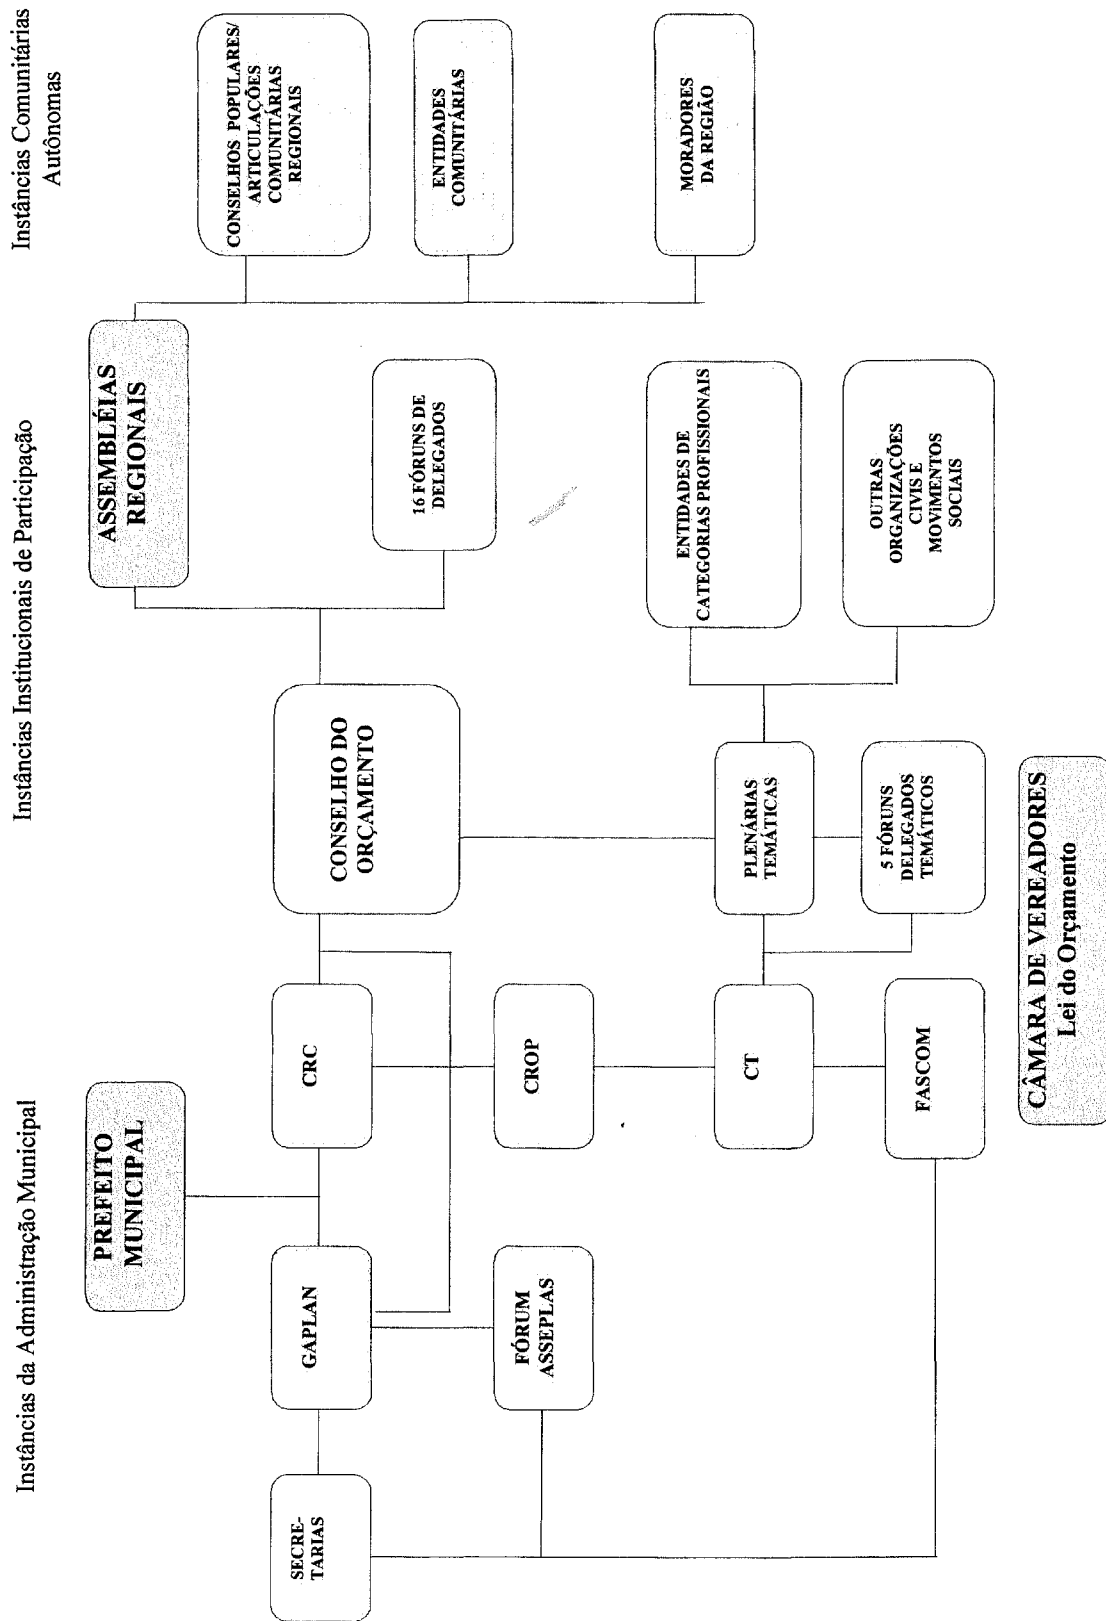 Instâncias da Administração Municipal
Instâncias Institucionais de Participação
Instâncias Comunitárias
Autônomas
PREFEITO
MUNICIPAL
ASSEMBLÉIAS
REGIONAIS
CONSELHOS POPULARES/
ARTICULAÇÕES
COMUNITÁRIAS
REGIONAIS
SECRE-
TARIAS
GAPLAN
CRC
CONSELHO DO
ORÇAMENTO
16 FÓRUNS DE
DELEGADOS
ENTIDADES
COMUNITÁRIAS
FÓRUM
ASSEPLAS
CROP
MORADORES
DA REGIÃO
CT
PLENÁRIAS
TEMÁTICAS
ENTIDADES DE
CATEGORIAS PROFISSIONAIS
FASCOM
5 FÓRUNS
DELEGADOS
TEMÁTICOS
OUTRAS
ORGANIZAÇÕES
CIVIS E
MOViMENTOS
SOCIAIS
CÂMARA DE VEREADORES
Lei do Orçamento